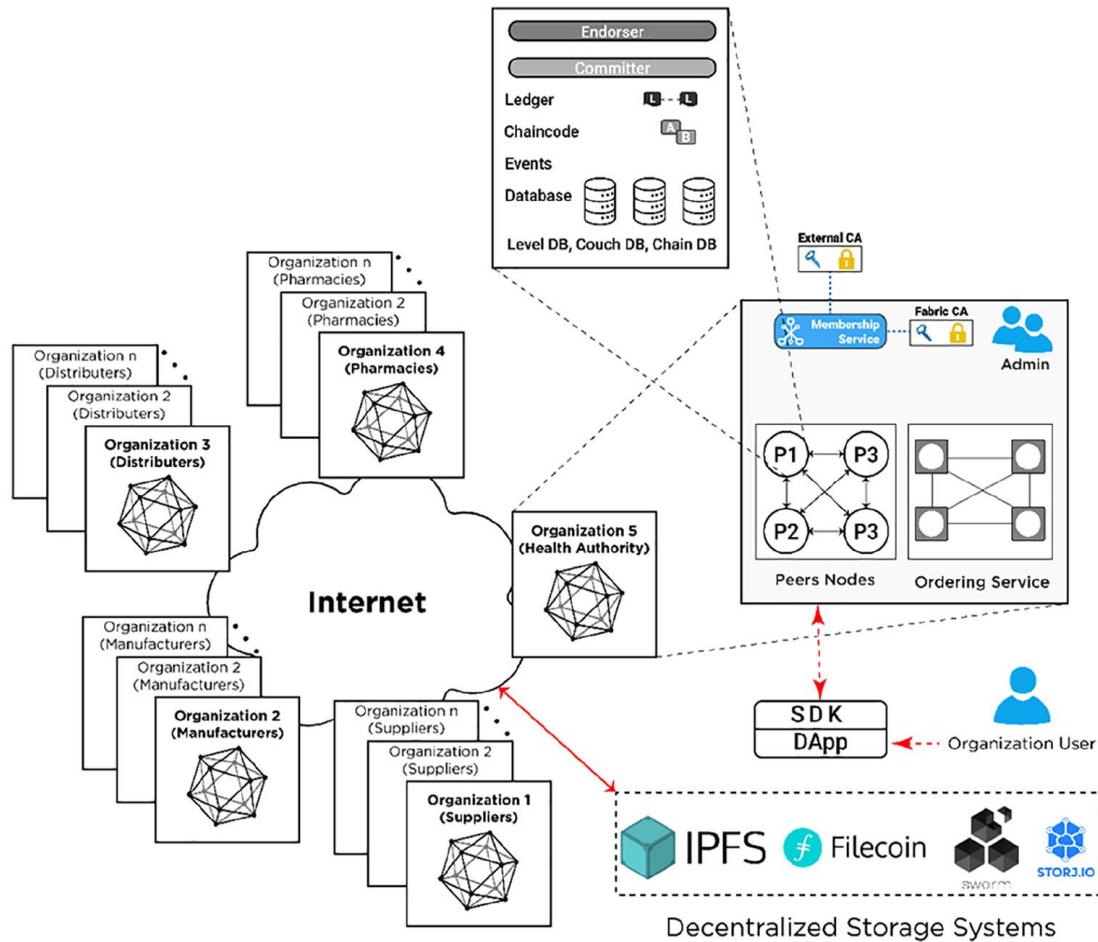 Endorser
Committer
Ledger
L
L
Chaincode
A
B
Events
Database
Level DB, Couch DB, Chain DB
External CA
Membership
Service
Fabric CA
Admin
P1
P3
P2
P3
Peers Nodes
Ordering Service
Organization n
(Pharmacies)
Organization 2
(Pharmacies)
Organization 4
(Pharmacies)
Organization n
(Distributers)
Organization 2
(Distributers)
Organization 3
(Distributers)
Internet
Organization 5
(Health Authority)
Organization n
(Manufacturers)
Organization 2
(Manufacturers)
Organization 2
(Manufacturers)
Organization n
(Suppliers)
Organization 2
(Suppliers)
Organization 1
(Suppliers)
SDK
DApp
Organization User
IPFS
Filecoin
swarm
STORJ.IO
Decentralized Storage Systems